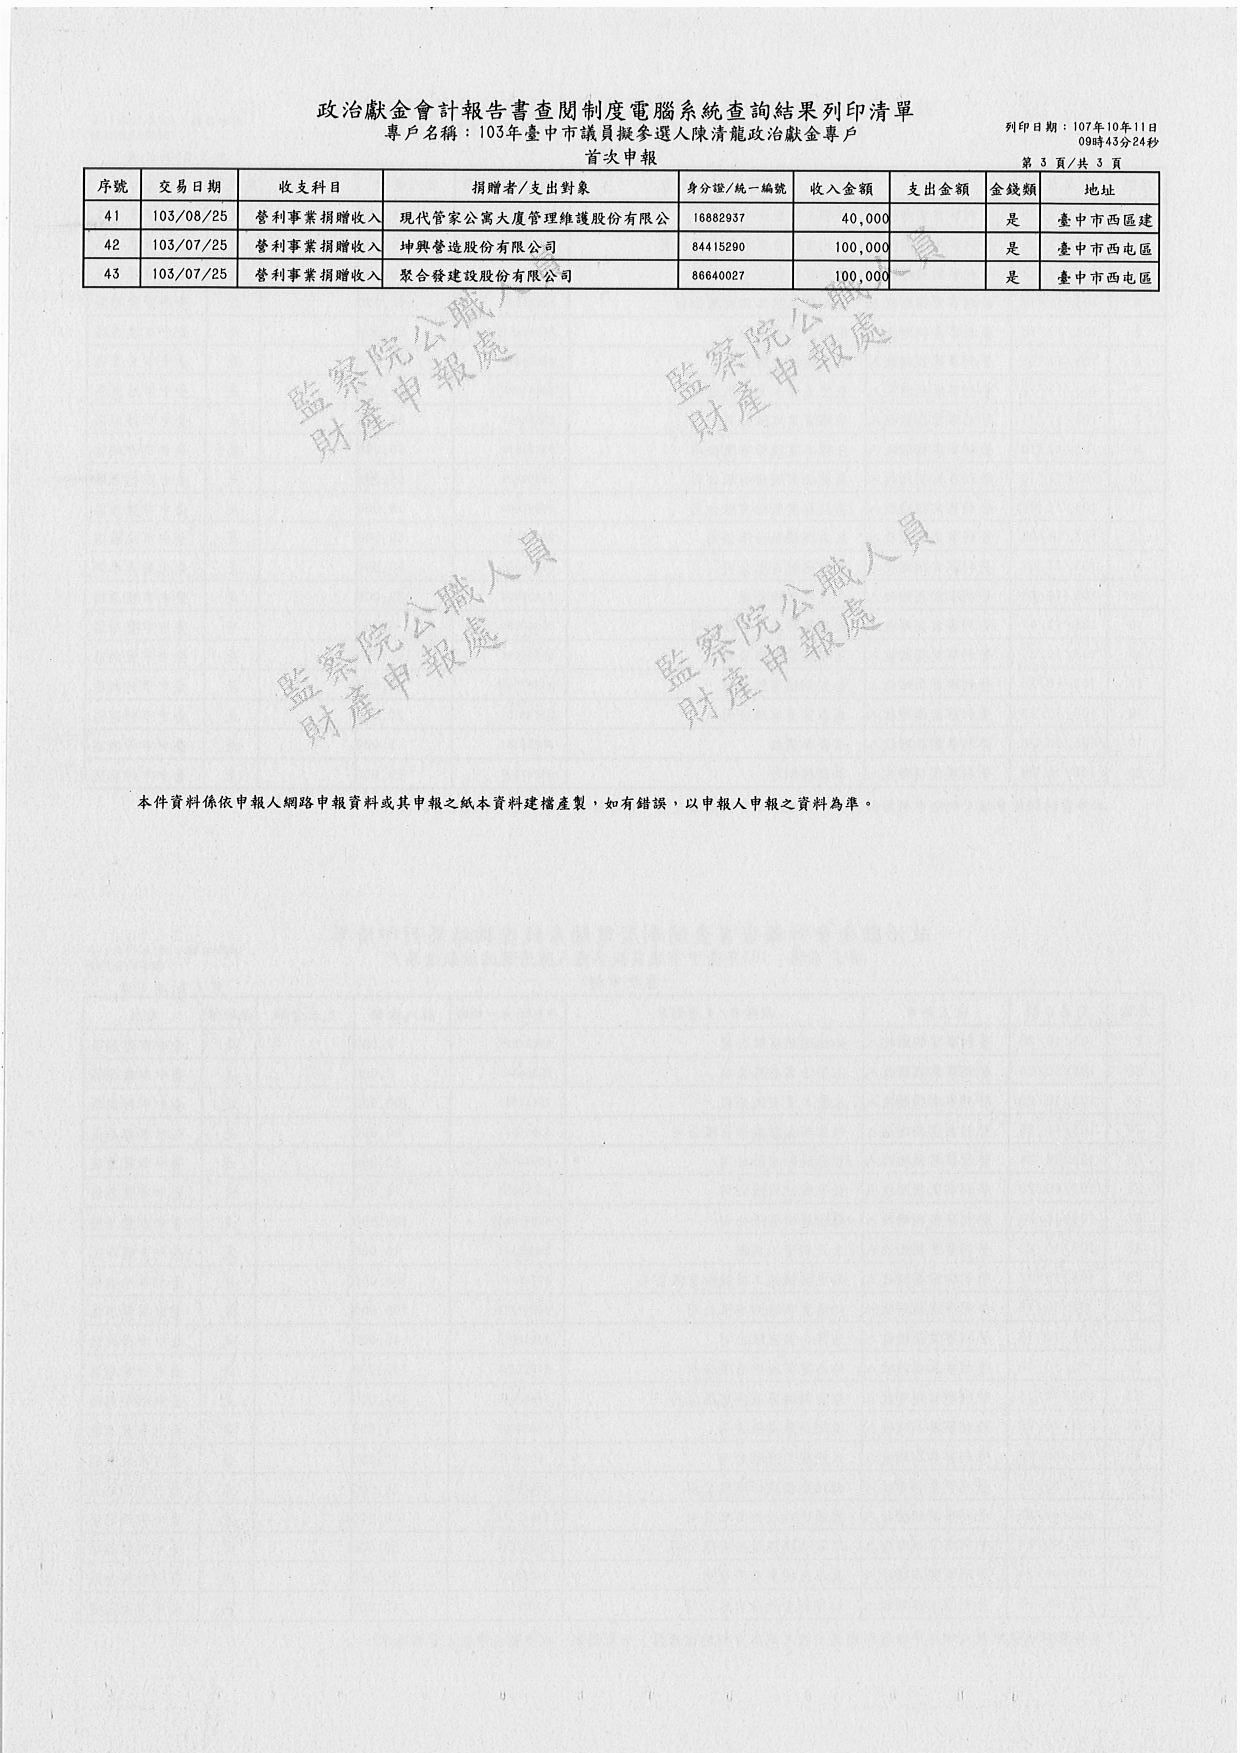 政治獻金會計報告書查閱制度電腦系統查詢結果列印清單
專戶名稱：103年臺中市議員擬參選人陳清龍政治獻金專戶
列印日期：107年10年11日
09時43分24秒
首次申報
第 3 頁/共 3 頁
序號 交易日期 收支科目 捐贈者/支出對象 身分證/統一編號 收入金額 支出金額 金錢類 地址
41 103/08/25 營利事業捐贈收入 現代管家公寓大廈管理維護股份有限公 16882937 40,000 是 臺中市西區建
42 103/07/25 營利事業捐贈收入 坤興營造股份有限公司 84415290 100,000 是 臺中市西屯區
43 103/07/25 營利事業捐贈收入 聚合發建設股份有限公司 86640027 100,000 是 臺中市西屯區
監察院公職人員
財產申報處
監察院公職人員
財產申報處
監察院公職人員
財產申報處
監察院公職人員
財產申報處
本件資料係依申報人網路申報資料或其申報之紙本資料建檔產製，如有錯誤，以申報人申報之資料為準。